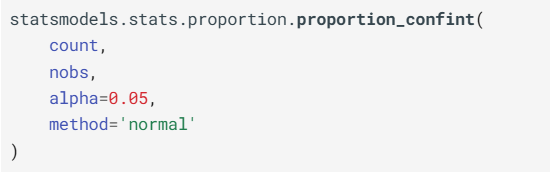 statsmodels.stats.proportion.proportion_confint(
    count,
    nobs,
    alpha=0.05,
    method='normal'
)